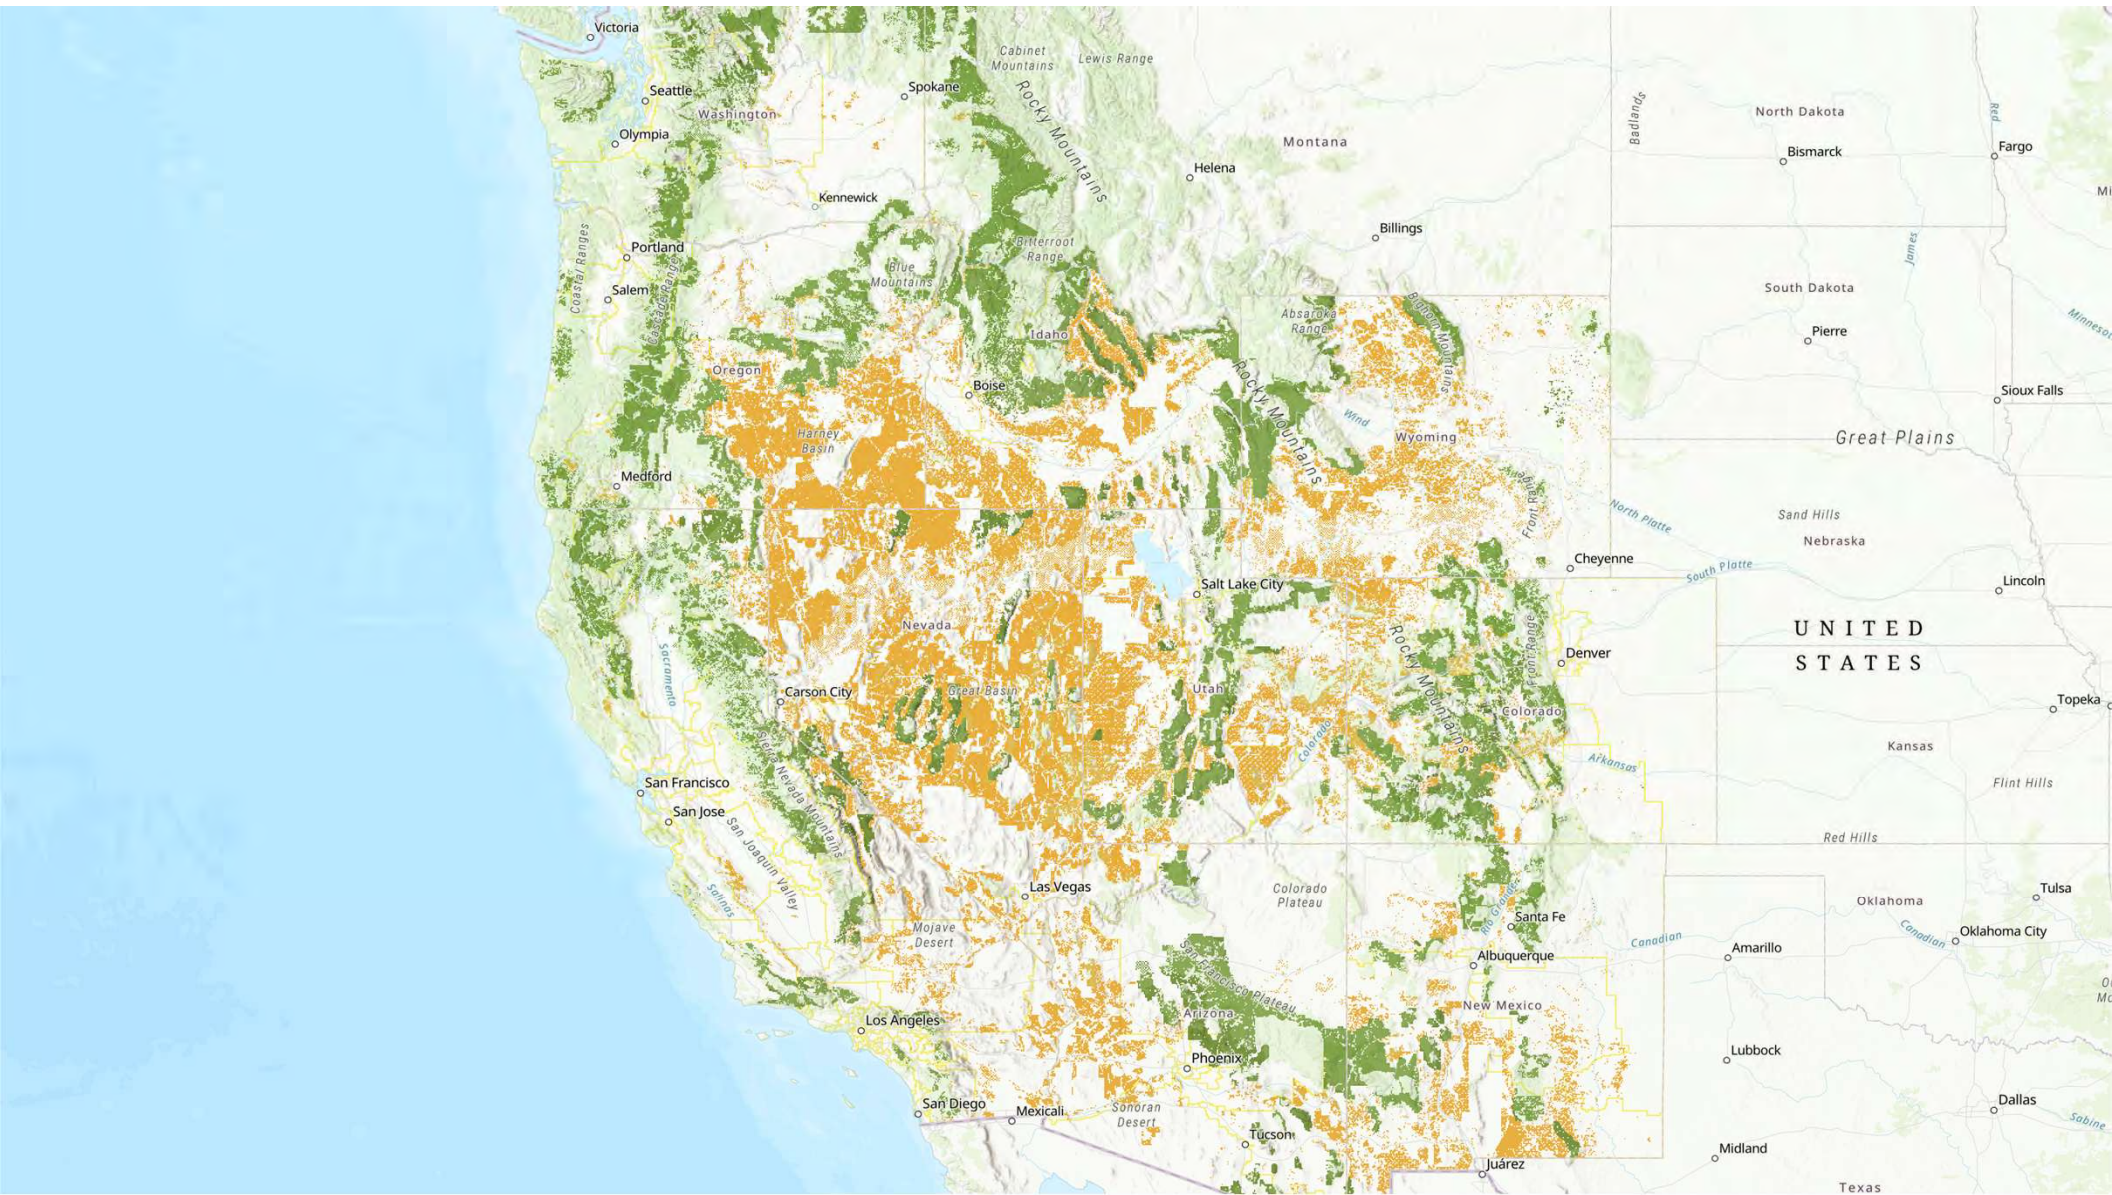 Victoria
Cabinet
Mountains
Lewis Range
Seattle
Spokane
Rocky Mountains
Washington
Olympia
Montana
Badlands
North Dakota
Red
Bismarck
Fargo
Helena
Kennewick
Mi
Coastal Ranges
Portland
Cascade Range
Blue
Mountains
Bitterroot
Range
Billings
James
Salem
South Dakota
Pierre
Minnesot
Idaho
Absaroka
Range
Bighorn Mountains
Oregon
Boise
Rocky Mountains
Sioux Falls
Harney
Basin
Wind
Wyoming
Great Plains
Medford
Front Range
North Platte
Sand Hills
Nebraska
Cheyenne
South Platte
Lincoln
Salt Lake City
Nevada
UNITED
STATES
Sacramento
Rocky Mountains
Front Range
Denver
Carson City
Great Basin
Utah
Colorado
Topeka
Sierra Nevada Mountains
Colorado
Arkansas
Kansas
Flint Hills
San Francisco
San Jose
San Joaquin Valley
Red Hills
Salinas
Las Vegas
Colorado
Plateau
Rio Grande
Santa Fe
Tulsa
Oklahoma
Mojave
Desert
Canadian
Canadian
Oklahoma City
Amarillo
Albuquerque
San Francisco Plateau
New Mexico
Arizona
Los Angeles
Phoenix
Lubbock
San Diego
Mexicali
Sonoran
Desert
Dallas
Sabine
Tucson
Midland
Juárez
Texas